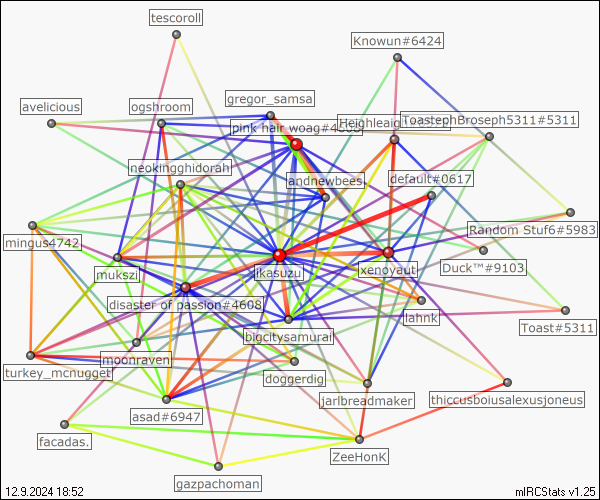 tescoroll
Knowun#6424
gregor_samsa
avelicious
ogshroom
ToastephBroseph5311#5311
pink hair woag#4568
neokingghidorah
andnewbees
default#0617
mingus4742
Random Stuf6#5983
mukszi
ikasuzu
xenoyaut
Duck™#9103
disaster of passion#4608
lahnk
Toast#5311
bigcitysamurai
moonraven
turkey_mcnugget
doggerdig
jarlbreadmaker
thiccusboiusalexusjoneus
asad#6947
facadas.
ZeeHonK
gazpachoman
12.9.2024 18:52
mIRCStats v1.25